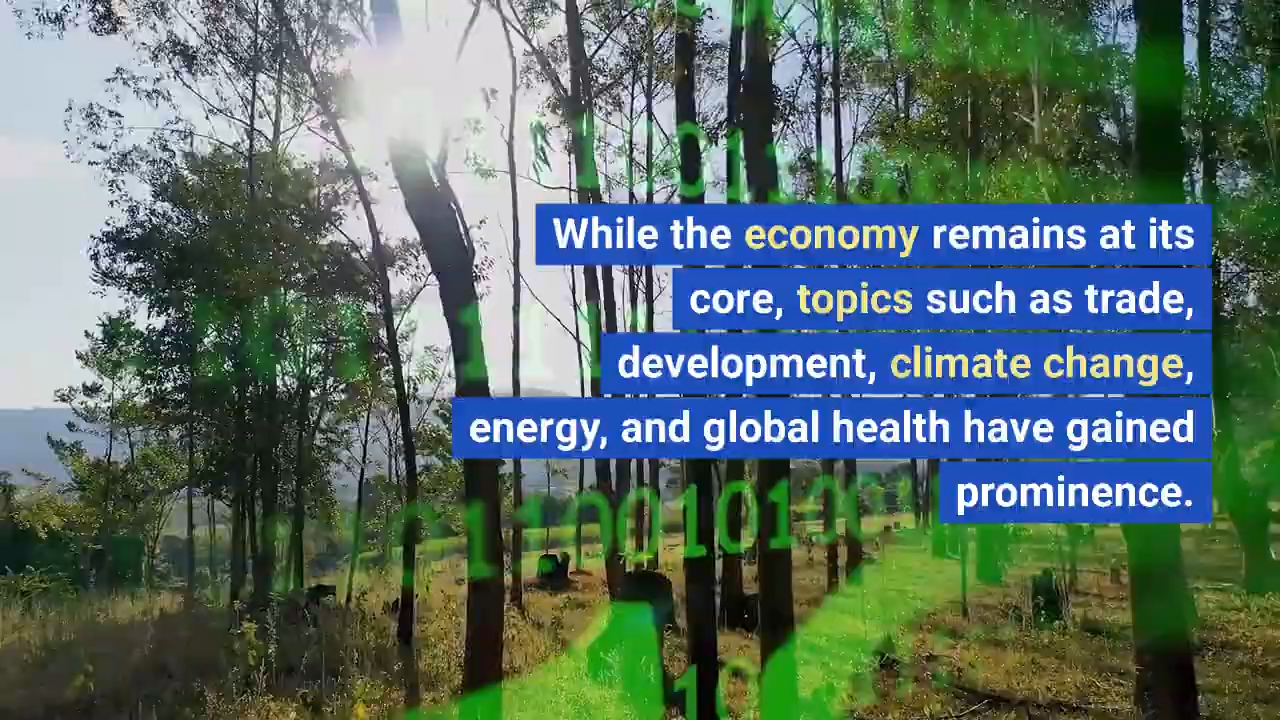 While the economy remains at its
core, topics such as trade,
development, climate change,
energy, and global health have gained
prominence.